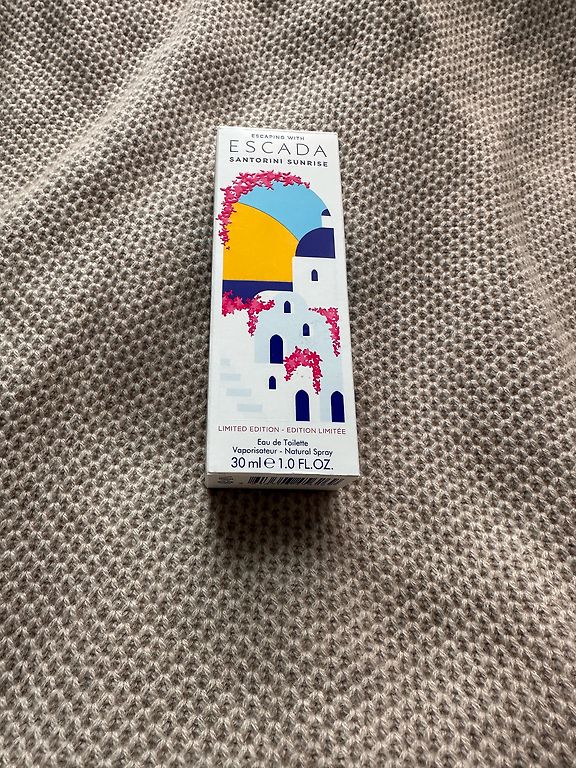 ESCAPING WITH
ESCADA
SANTORINI SUNRISE
LIMITED EDITION - EDITION LIMITÉE
Eau de Toilette
Vaporisateur - Natural Spray
30 ml ℮ 1.0 FL.OZ.